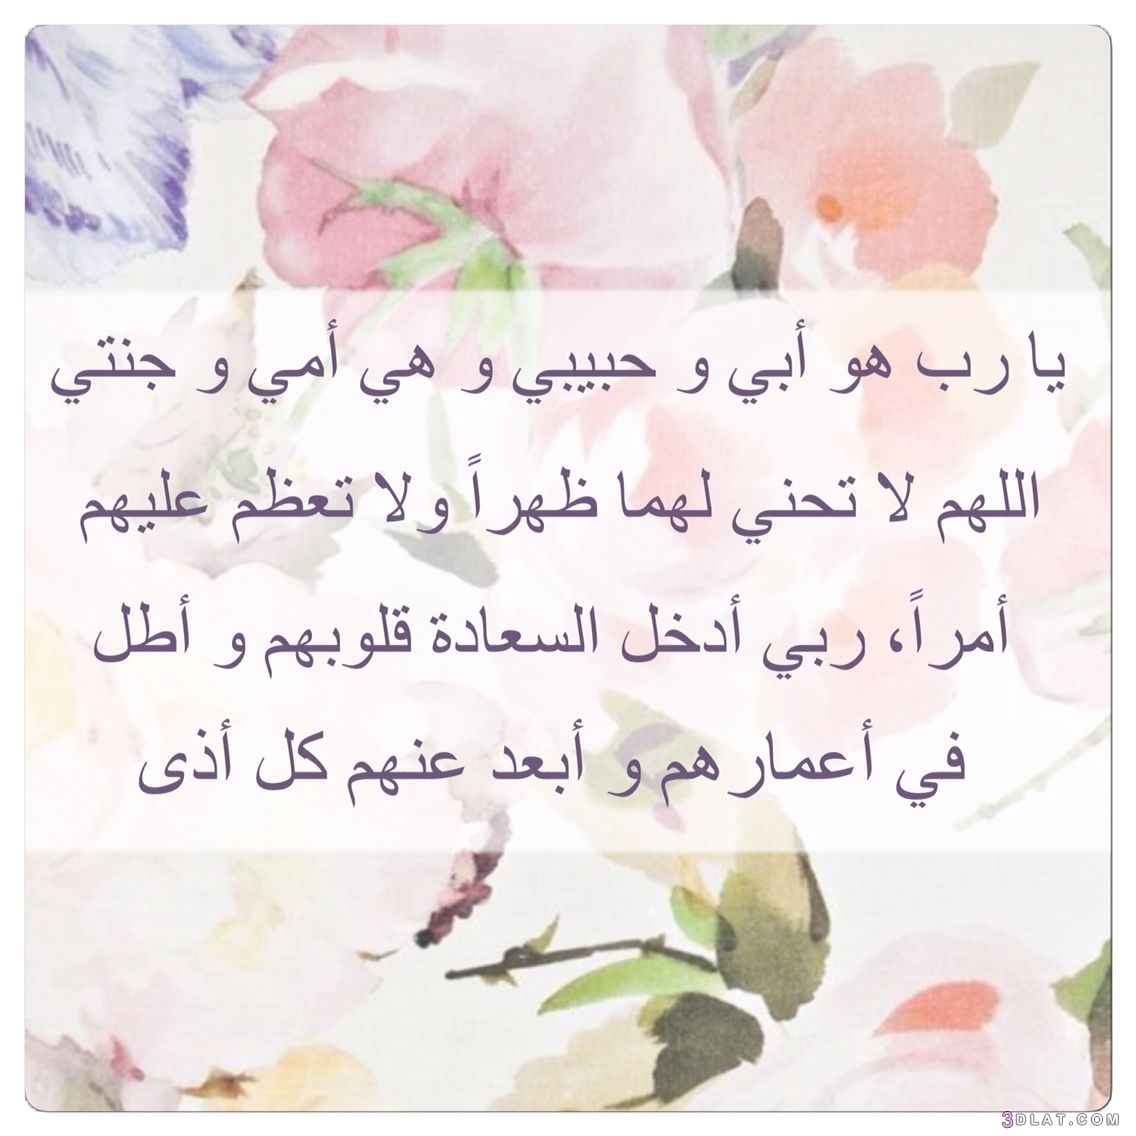 يا رب هو أبي و حبيبي و هي أمي و جنتي
اللهم لا تحني لهما ظهراً ولا تعظم عليهم
أمراً، ربي أدخل السعادة قلوبهم و أطل
في أعمارهم و أبعد عنهم كل أذى
3DLAT.COM